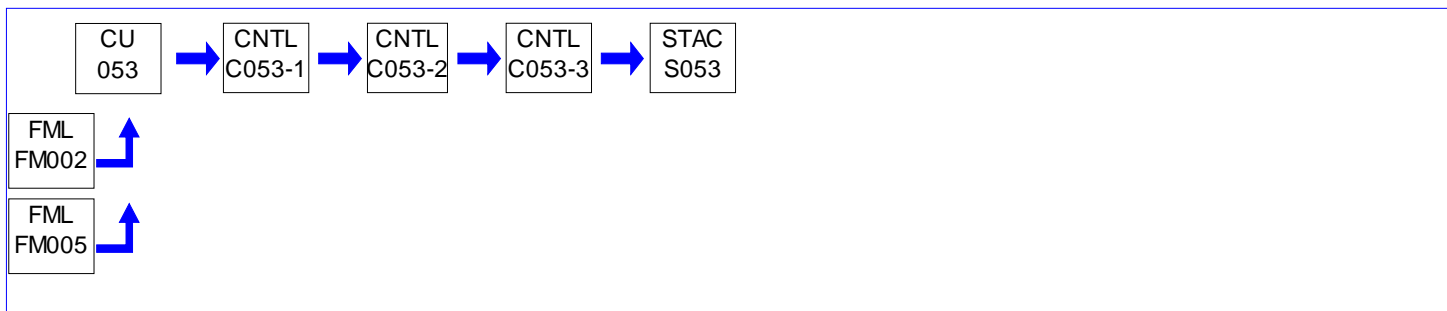 CU
053
CNTL
C053-1
CNTL
C053-2
CNTL
C053-3
STAC
S053
FML
FM002
FML
FM005